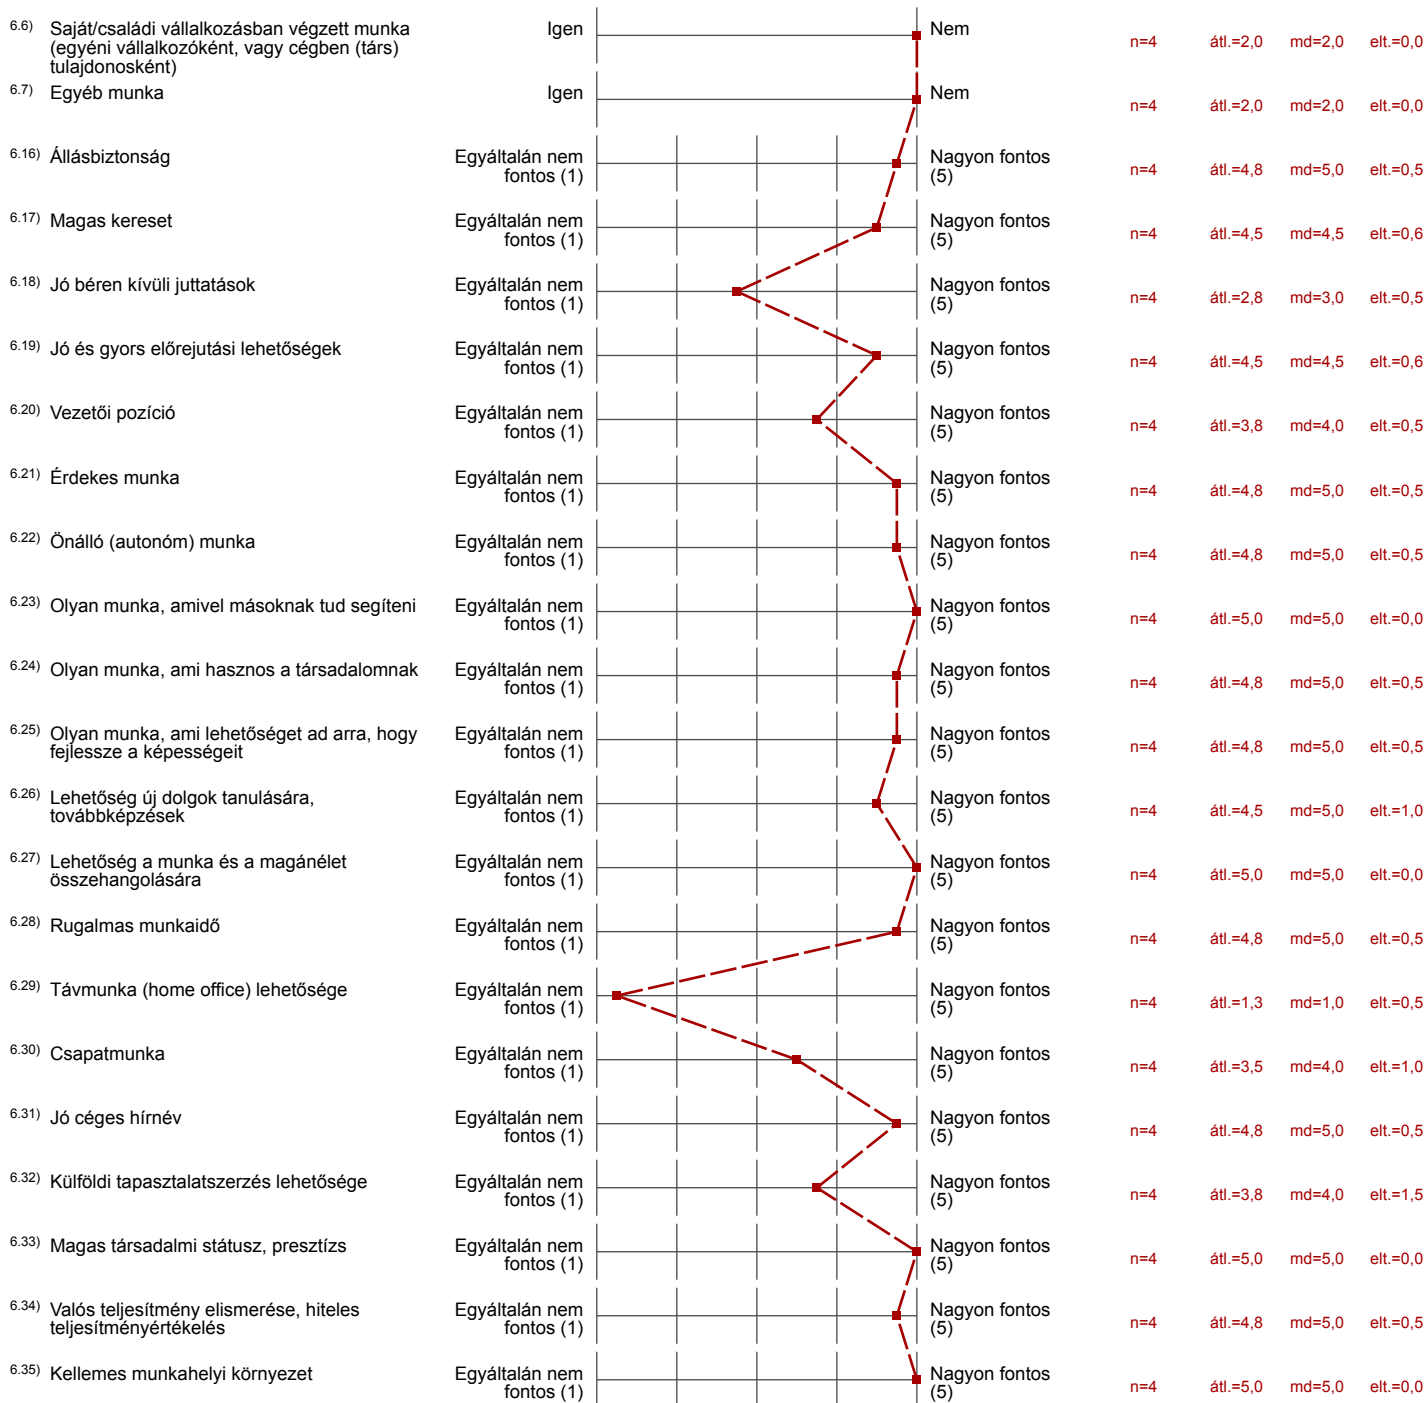 6.6) Saját/családi vállalkozásban végzett munka
(egyéni vállalkozóként, vagy cégben (társ)
tulajdonosként)
Igen
Nem
n=4 átl.=2,0 md=2,0 elt.=0,0
6.7) Egyéb munka
Igen
Nem
n=4 átl.=2,0 md=2,0 elt.=0,0
6.16) Állásbiztonság
Egyáltalán nem
fontos (1)
Nagyon fontos
(5)
n=4 átl.=4,8 md=5,0 elt.=0,5
6.17) Magas kereset
Egyáltalán nem
fontos (1)
Nagyon fontos
(5)
n=4 átl.=4,5 md=4,5 elt.=0,6
6.18) Jó béren kívüli juttatások
Egyáltalán nem
fontos (1)
Nagyon fontos
(5)
n=4 átl.=2,8 md=3,0 elt.=0,5
6.19) Jó és gyors előrejutási lehetőségek
Egyáltalán nem
fontos (1)
Nagyon fontos
(5)
n=4 átl.=4,5 md=4,5 elt.=0,6
6.20) Vezetői pozíció
Egyáltalán nem
fontos (1)
Nagyon fontos
(5)
n=4 átl.=3,8 md=4,0 elt.=0,5
6.21) Érdekes munka
Egyáltalán nem
fontos (1)
Nagyon fontos
(5)
n=4 átl.=4,8 md=5,0 elt.=0,5
6.22) Önálló (autonóm) munka
Egyáltalán nem
fontos (1)
Nagyon fontos
(5)
n=4 átl.=4,8 md=5,0 elt.=0,5
6.23) Olyan munka, amivel másoknak tud segíteni
Egyáltalán nem
fontos (1)
Nagyon fontos
(5)
n=4 átl.=5,0 md=5,0 elt.=0,0
6.24) Olyan munka, ami hasznos a társadalomnak
Egyáltalán nem
fontos (1)
Nagyon fontos
(5)
n=4 átl.=4,8 md=5,0 elt.=0,5
6.25) Olyan munka, ami lehetőséget ad arra, hogy
fejlessze a képességeit
Egyáltalán nem
fontos (1)
Nagyon fontos
(5)
n=4 átl.=4,8 md=5,0 elt.=0,5
6.26) Lehetőség új dolgok tanulására,
továbbképzések
Egyáltalán nem
fontos (1)
Nagyon fontos
(5)
n=4 átl.=4,5 md=5,0 elt.=1,0
6.27) Lehetőség a munka és a magánélet
összehangolására
Egyáltalán nem
fontos (1)
Nagyon fontos
(5)
n=4 átl.=5,0 md=5,0 elt.=0,0
6.28) Rugalmas munkaidő
Egyáltalán nem
fontos (1)
Nagyon fontos
(5)
n=4 átl.=4,8 md=5,0 elt.=0,5
6.29) Távmunka (home office) lehetősége
Egyáltalán nem
fontos (1)
Nagyon fontos
(5)
n=4 átl.=1,3 md=1,0 elt.=0,5
6.30) Csapatmunka
Egyáltalán nem
fontos (1)
Nagyon fontos
(5)
n=4 átl.=3,5 md=4,0 elt.=1,0
6.31) Jó céges hírnév
Egyáltalán nem
fontos (1)
Nagyon fontos
(5)
n=4 átl.=4,8 md=5,0 elt.=0,5
6.32) Külföldi tapasztalatszerzés lehetősége
Egyáltalán nem
fontos (1)
Nagyon fontos
(5)
n=4 átl.=3,8 md=4,0 elt.=1,5
6.33) Magas társadalmi státusz, presztízs
Egyáltalán nem
fontos (1)
Nagyon fontos
(5)
n=4 átl.=5,0 md=5,0 elt.=0,0
6.34) Valós teljesítmény elismerése, hiteles
teljesítményértékelés
Egyáltalán nem
fontos (1)
Nagyon fontos
(5)
n=4 átl.=4,8 md=5,0 elt.=0,5
6.35) Kellemes munkahelyi környezet
Egyáltalán nem
fontos (1)
Nagyon fontos
(5)
n=4 átl.=5,0 md=5,0 elt.=0,0